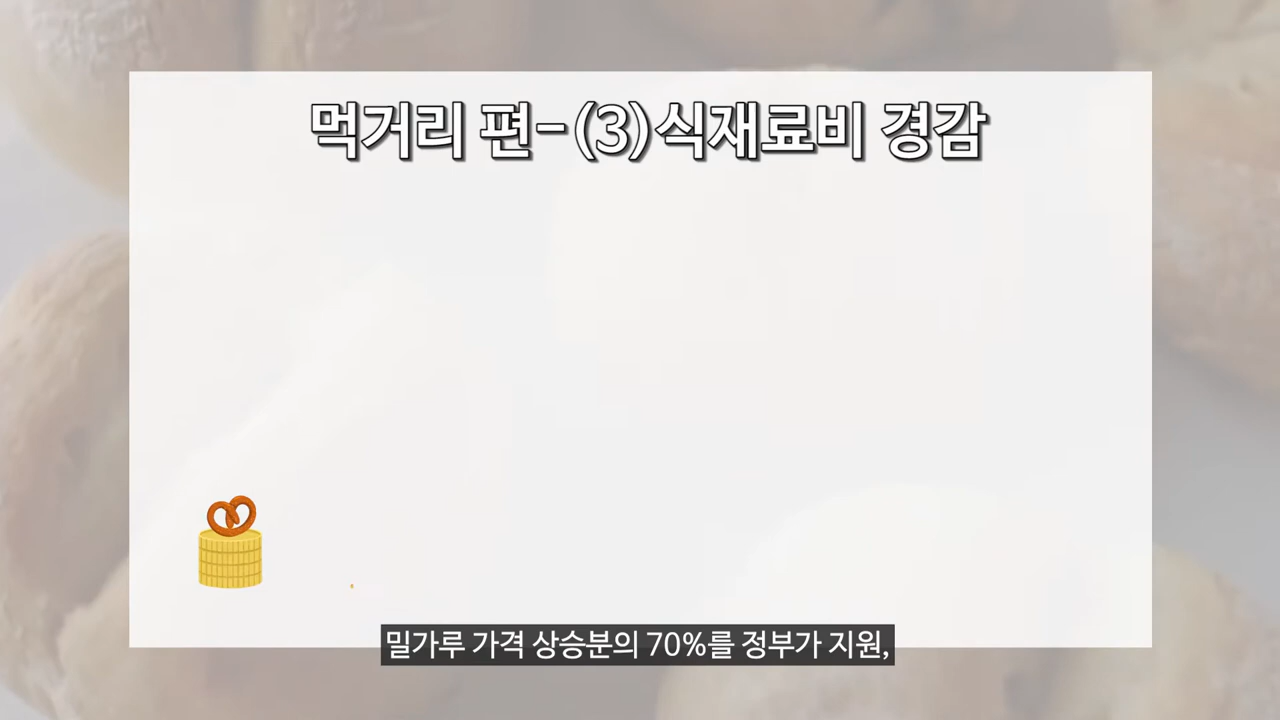 먹거리 편-(3)식재료비 경감
밀가루 가격 상승분의 70%를 정부가 지원,